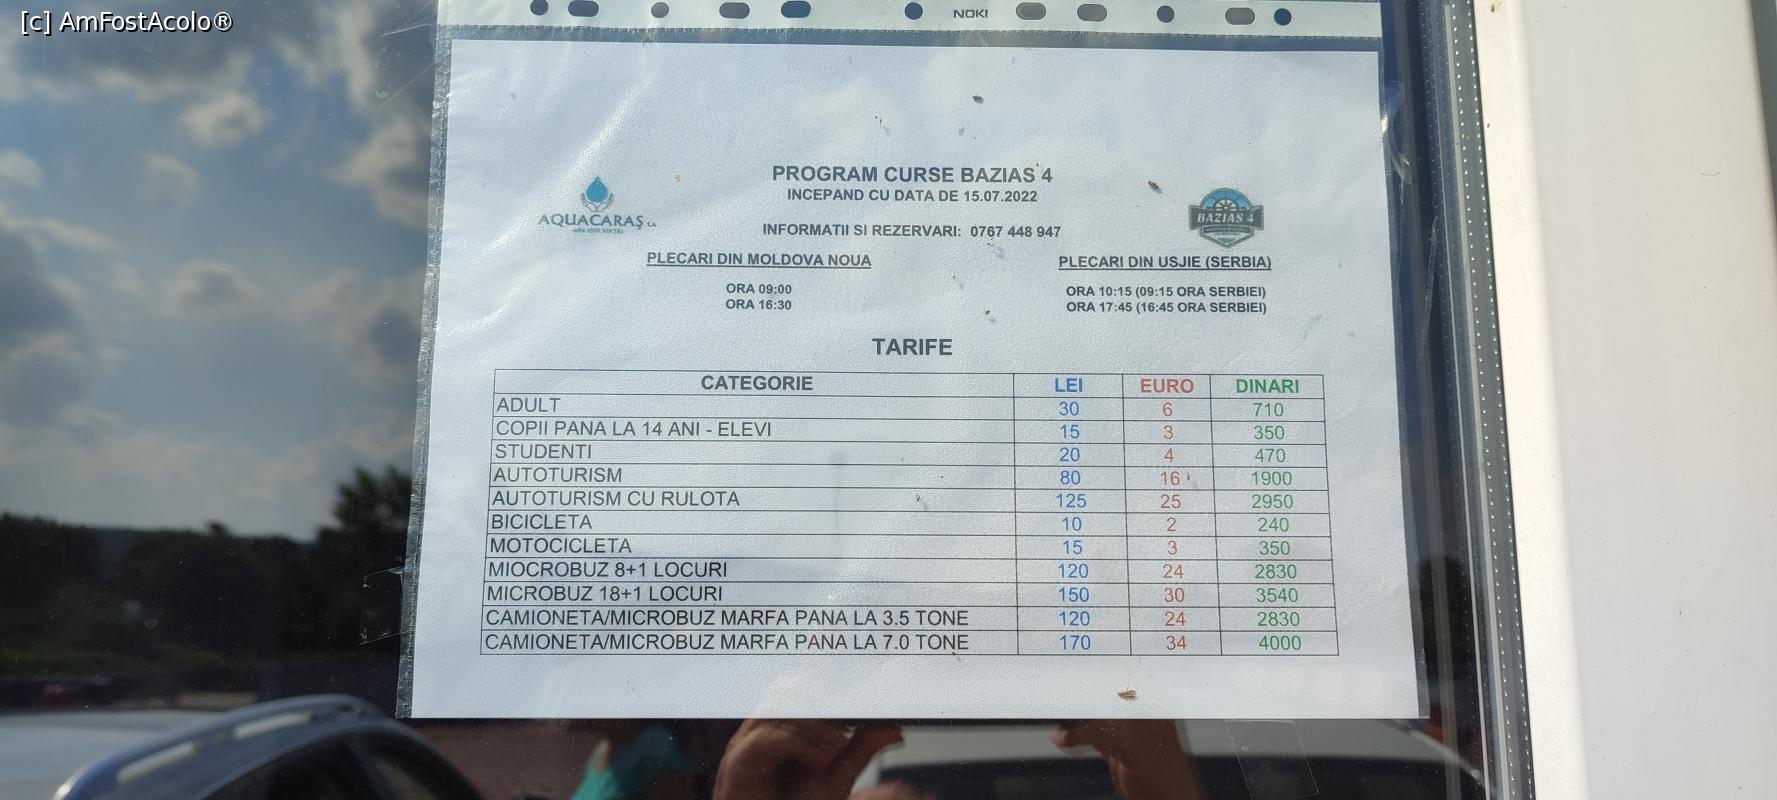 [c] AmFostAcolo®
NOKI
PROGRAM CURSE BAZIAS 4
INCEPAND CU DATA DE 15.07.2022
AQUACARAȘ S.A.
APA ESTE VIAȚĂ!
BAZIAS 4
INFORMATII SI REZERVARI: 0767 448 947
PLECARI DIN MOLDOVA NOUA
ORA 09:00
ORA 16:30
PLECARI DIN USJIE (SERBIA)
ORA 10:15 (09:15 ORA SERBIEI)
ORA 17:45 (16:45 ORA SERBIEI)
TARIFE
CATEGORIE LEI EURO DINARI
ADULT 30 6 710
COPII PANA LA 14 ANI - ELEVI 15 3 350
STUDENTI 20 4 470
AUTOTURISM 80 16 1900
AUTOTURISM CU RULOTA 125 25 2950
BICICLETA 10 2 240
MOTOCICLETA 15 3 350
MIOCROBUZ 8+1 LOCURI 120 24 2830
MICROBUZ 18+1 LOCURI 150 30 3540
CAMIONETA/MICROBUZ MARFA PANA LA 3.5 TONE 120 24 2830
CAMIONETA/MICROBUZ MARFA PANA LA 7.0 TONE 170 34 4000